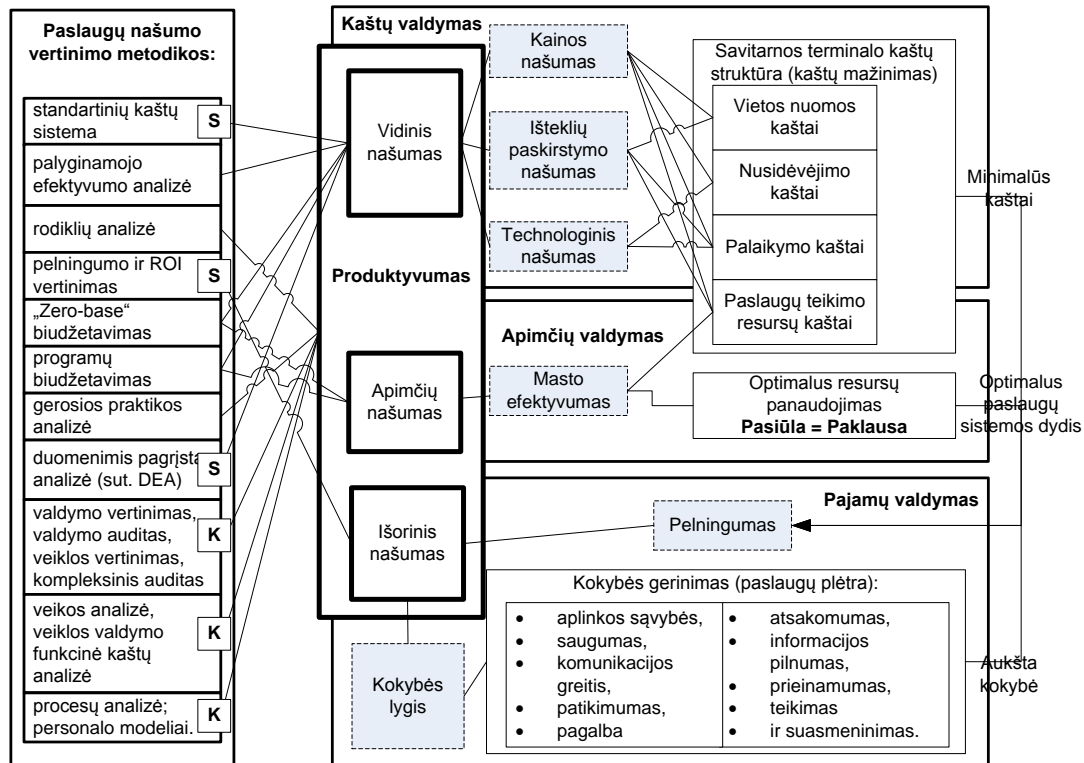 Paslaugų našumo
vertinimo metodikos:
standartinių kaštų
sistema
S
palyginamojo
efektyvumo analizė
rodiklių analizė
pelningumo ir ROI
vertinimas
S
„Zero-base“
biudžetavimas
programų
biudžetavimas
gerosios praktikos
analizė
duomenimis pagrįsta
analizė (sut. DEA)
S
valdymo vertinimas,
valdymo auditas,
veiklos vertinimas,
kompleksinis auditas
K
veikos analizė,
veiklos valdymo
funkcinė kaštų
analizė
K
procesų analizė;
personalo modeliai.
K
Vidinis
našumas
Produktyvumas
Apimčių
našumas
Išorinis
našumas
Kaštų valdymas
Kainos
našumas
Išteklių
paskirstymo
našumas
Technologinis
našumas
Savitarnos terminalo kaštų
struktūra (kaštų mažinimas)
Vietos nuomos
kaštai
Nusidėvėjimo
kaštai
Palaikymo kaštai
Paslaugų teikimo
resursų kaštai
Minimalūs
kaštai
Apimčių valdymas
Masto
efektyvumas
Optimalus resursų
panaudojimas
Pasiūla = Paklausa
Optimalus
paslaugų
sistemos dydis
Pajamų valdymas
Pelningumas
Kokybės
lygis
Kokybės gerinimas (paslaugų plėtra):
• aplinkos sąvybės,
• saugumas,
• komunikacijos
greitis,
• patikimumas,
• pagalba
• atsakomumas,
• informacijos
pilnumas,
• prieinamumas,
• teikimas
• ir suasmeninimas.
Aukšta
kokybė